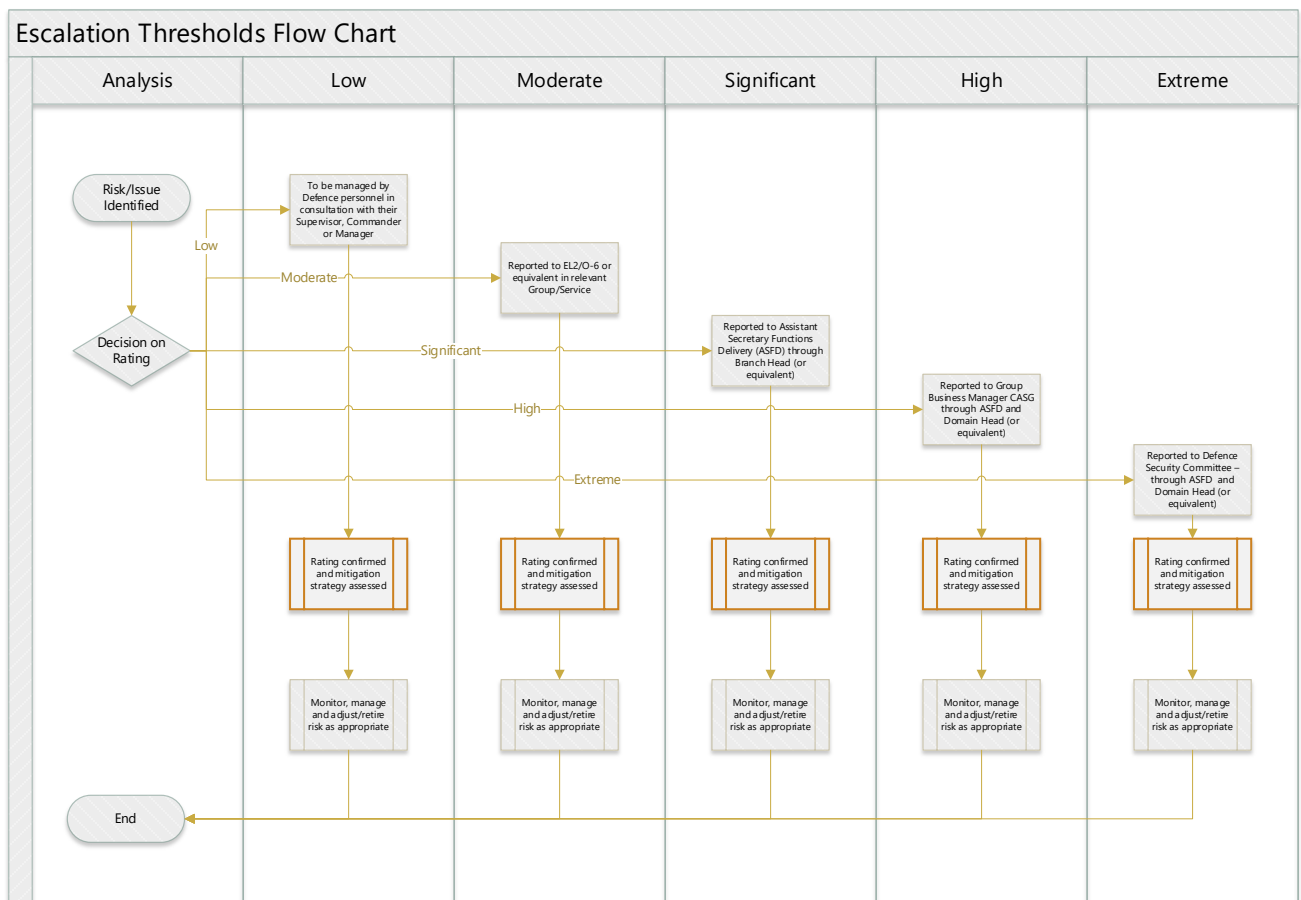 Escalation Thresholds Flow Chart
Analysis
Low
Moderate
Significant
High
Extreme
Risk/Issue
Identified
To be managed by
Defence personnel in
consultation with their
Supervisor, Commander
or Manager
Low
Moderate
Reported to EL2/O-6 or
equivalent in relevant
Group/Service
Decision on
Rating
Significant
Reported to Assistant
Secretary Functions
Delivery (ASFD) through
Branch Head (or
equivalent)
High
Reported to Group
Business Manager CASG
through ASFD and
Domain Head (or
equivalent)
Extreme
Reported to Defence
Security Committee –
through ASFD and
Domain Head (or
equivalent)
Rating confirmed
and mitigation
strategy assessed
Rating confirmed
and mitigation
strategy assessed
Rating confirmed
and mitigation
strategy assessed
Rating confirmed
and mitigation
strategy assessed
Rating confirmed
and mitigation
strategy assessed
Monitor, manage
and adjust/retire
risk as appropriate
Monitor, manage
and adjust/retire
risk as appropriate
Monitor, manage
and adjust/retire
risk as appropriate
Monitor, manage
and adjust/retire
risk as appropriate
Monitor, manage
and adjust/retire
risk as appropriate
End